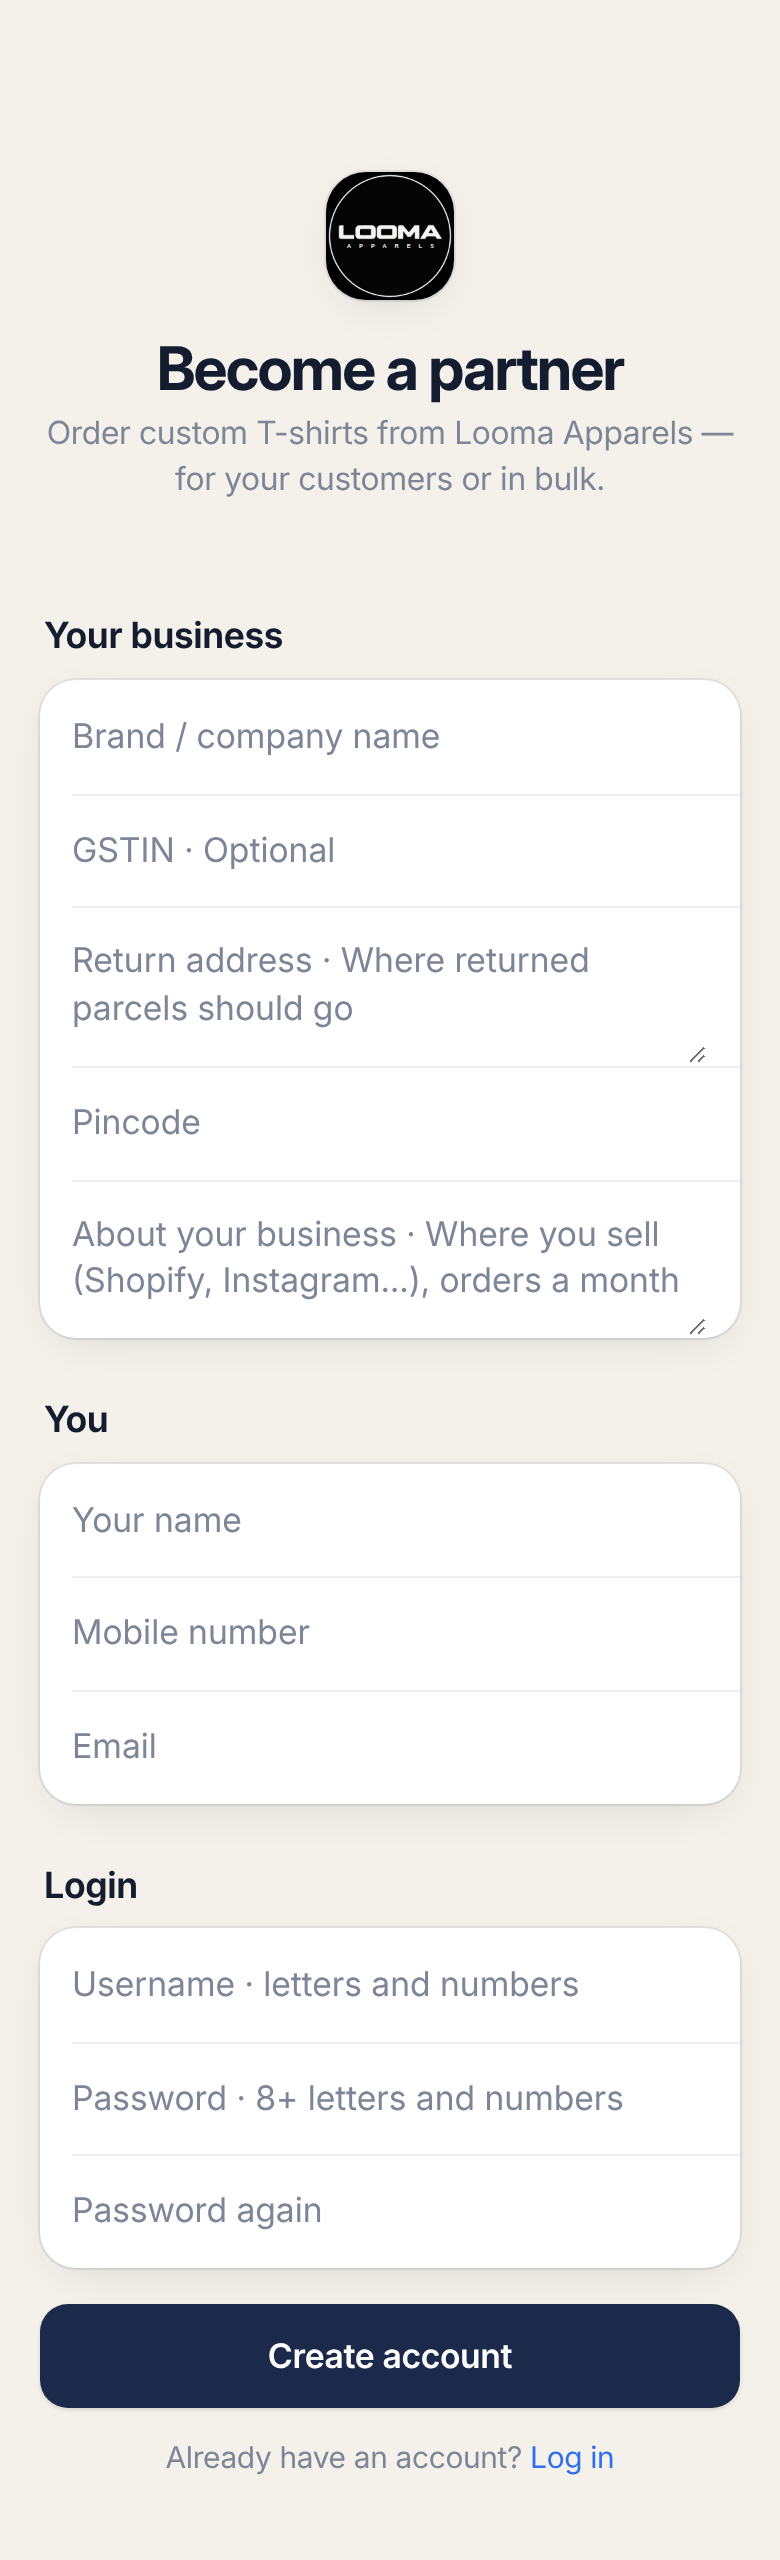 LOOMA
APPARELS
Become a partner
Order custom T-shirts from Looma Apparels —
for your customers or in bulk.
Your business
Brand / company name
GSTIN · Optional
Return address · Where returned
parcels should go
Pincode
About your business · Where you sell
(Shopify, Instagram…), orders a month
You
Your name
Mobile number
Email
Login
Username · letters and numbers
Password · 8+ letters and numbers
Password again
Create account
Already have an account? Log in